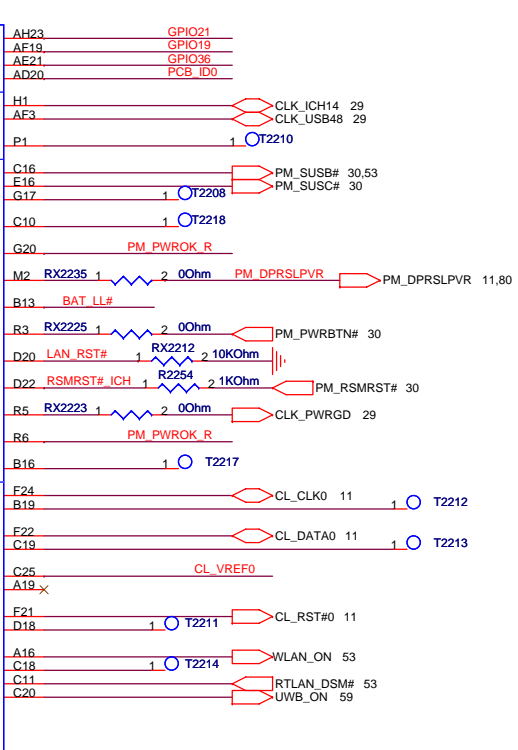 AH23 GPIO21
AF19 GPIO19
AE21 GPIO36
AD20 PCB_ID0
H1 CLK_ICH14 29
AF3 CLK_USB48 29
P1 1 T2210
C16 PM_SUSB# 30,53
E16 PM_SUSC# 30
G17 1 T2208
C10 1 T2218
G20 PM_PWROK_R
M2 RX2235 1 2 0Ohm PM_DPRSLPVR PM_DPRSLPVR 11,80
B13 BAT_LL#
R3 RX2225 1 2 0Ohm PM_PWRBTN# 30
D20 LAN_RST# 1 RX2212 2 10KOhm
D22 RSMRST#_ICH 1 R2254 2 1KOhm PM_RSMRST# 30
R5 RX2223 1 2 0Ohm CLK_PWRGD 29
R6 PM_PWROK_R
B16 1 T2217
F24 CL_CLK0 11
B19 1 T2212
F22 CL_DATA0 11
C19 1 T2213
C25 CL_VREF0
A19
F21 CL_RST#0 11
D18 1 T2211
A16 WLAN_ON 53
C18 1 T2214
C11 RTLAN_DSM# 53
C20 UWB_ON 59